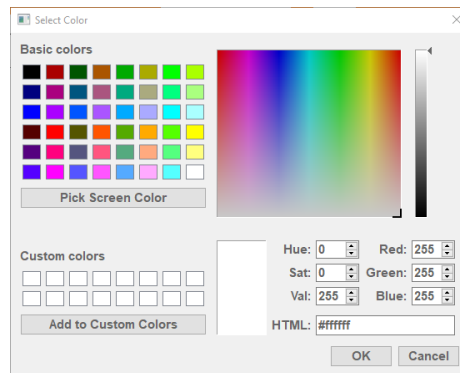 Select Color
Basic colors
Pick Screen Color
Custom colors
Add to Custom Colors
Hue: 0 Red: 255
Sat: 0 Green: 255
Val: 255 Blue: 255
HTML: #ffffff
OK Cancel